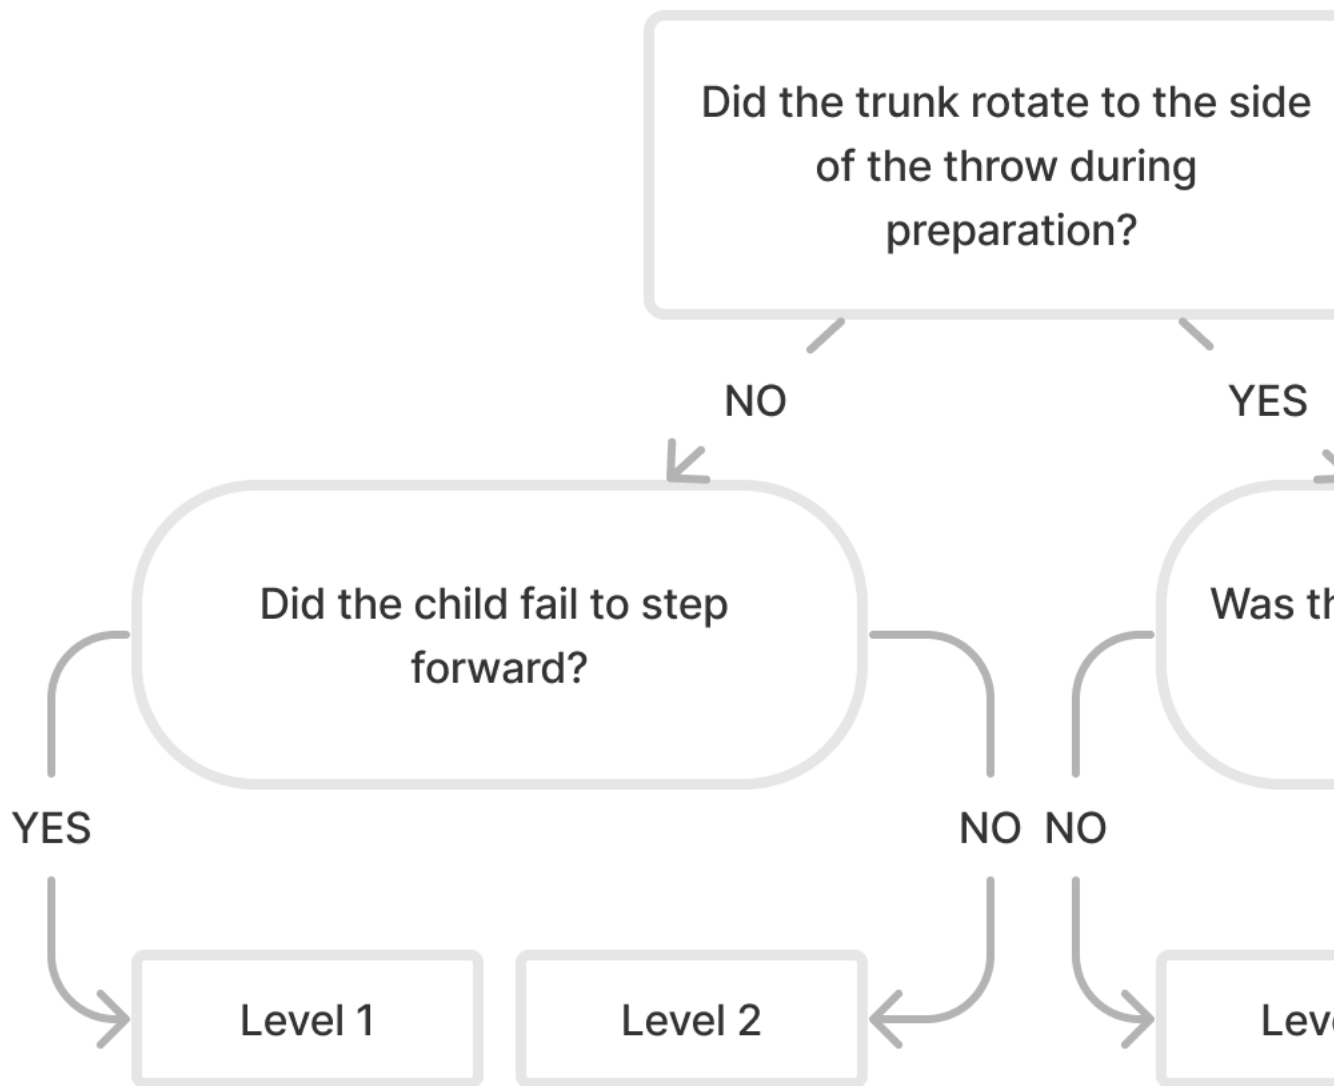 Did the trunk rotate to the side
of the throw during
preparation?
NO
YES
Did the child fail to step
forward?
Was
YES
NO
NO
Level 1
Level 2